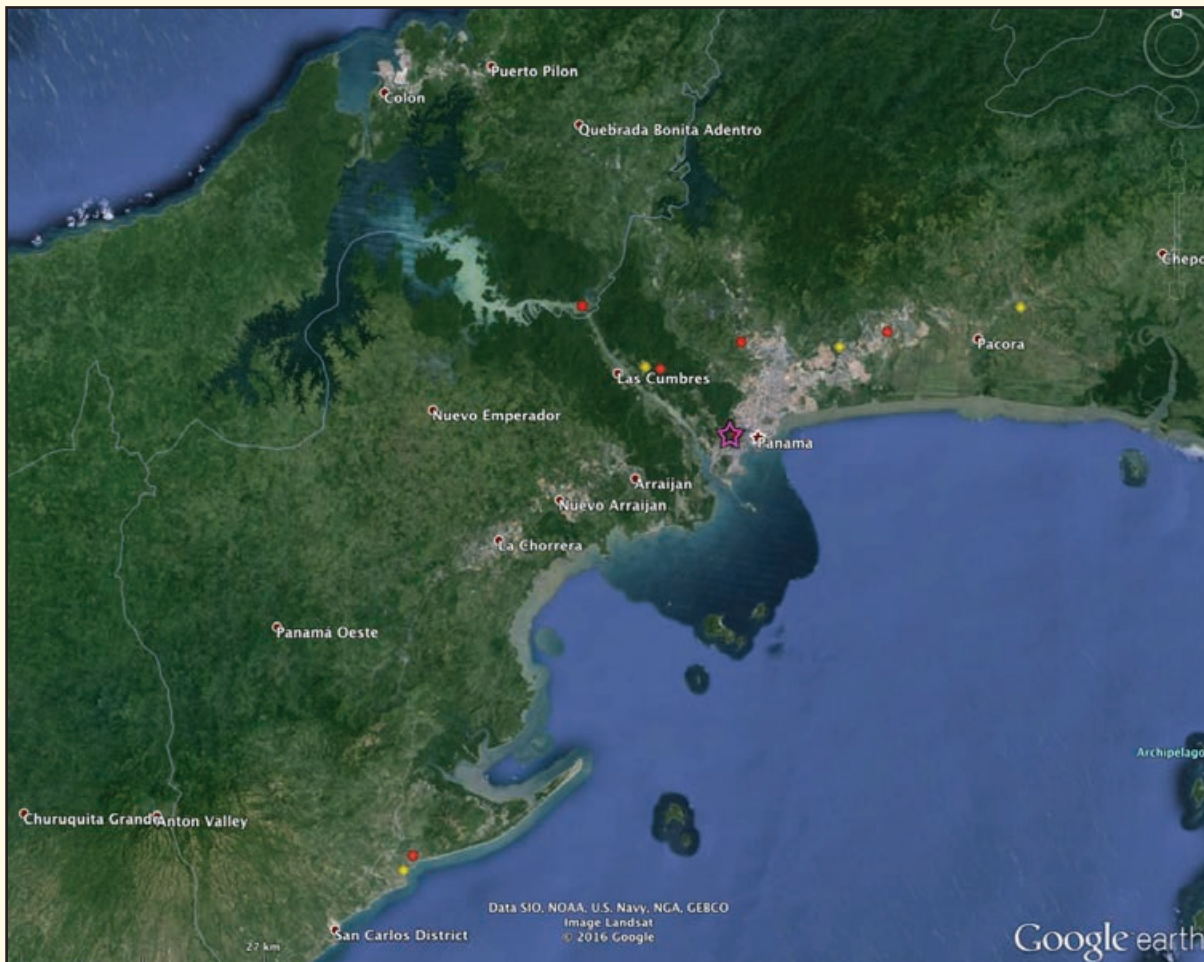 N
Puerto Pilon
Colon
Quebrada Bonita Adentro
Chepo
Pacora
Las Cumbres
Nuevo Emperador
Panama
Arraijan
Nuevo Arraijan
La Chorrera
Panamá Oeste
Archipelago
Churuquita Grande
Anton Valley
San Carlos District
27 km
Data SIO, NOAA, U.S. Navy, NGA, GEBCO
Image Landsat
© 2016 Google
Google earth